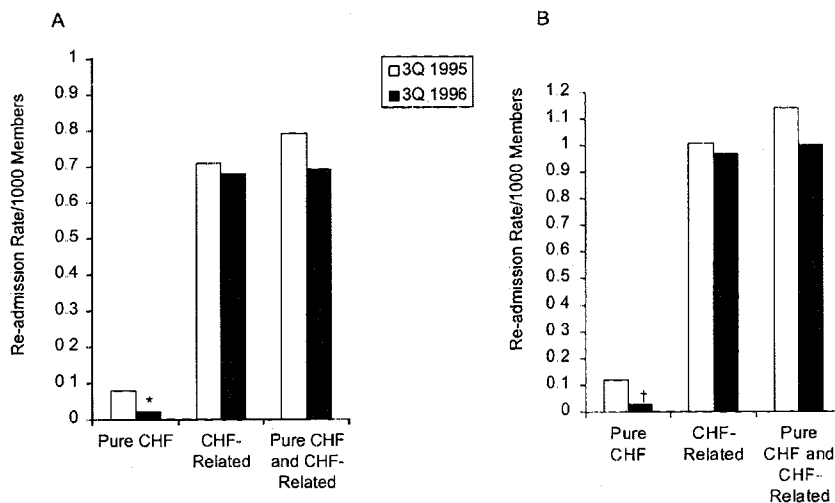 A
Re-admission Rate/1000 Members
1
0.9
0.8
0.7
0.6
0.5
0.4
0.3
0.2
0 1
0
*
Pure CHF
CHF-
Related
Pure CHF
and CHF-
Related
3Q 1995
3Q 1996
B
Re-admission Rate/1000 Members
1.2
1.1
1
0.9
0.8
0.7
0.6
0.5
0.4
0.3
0.2
0.1
0
†
Pure
CHF
CHF-
Related
Pure
CHF and
CHF-
Related